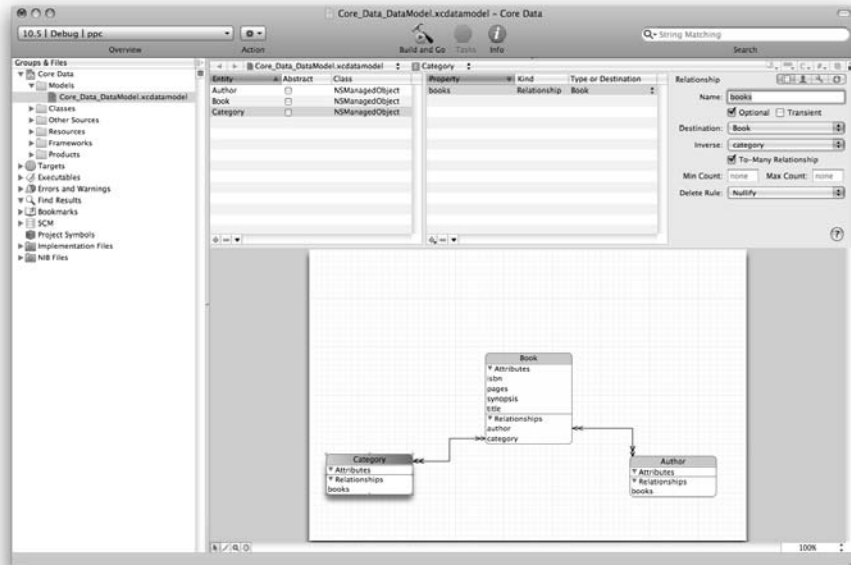 Core_Data_DataModel.xcdatamodel – Core Data
10.5 | Debug | ppc
String Matching
Overview
Action
Build and Go
Tasks
Info
Search
Groups & Files
Core Data
Models
Core_Data_DataModel.xcdatamodel
Classes
Other Sources
Resources
Frameworks
Products
Targets
Executables
Errors and Warnings
Find Results
Bookmarks
SCM
Project Symbols
Implementation Files
NIB Files
Core_Data_DataModel.xcdatamodel
Category
Entity Abstract Class
Author NSManagedObject
Book NSManagedObject
Category NSManagedObject
Property Kind Type or Destination
books Relationship Book
Relationship
Name: books
Optional Transient
Destination: Book
Inverse: category
To-Many Relationship
Min Count: none Max Count: none
Delete Rule: Nullify
?
Book
Attributes
isbn
pages
synopsis
title
Relationships
author
category
Category
Attributes
Relationships
books
Author
Attributes
Relationships
books
100%